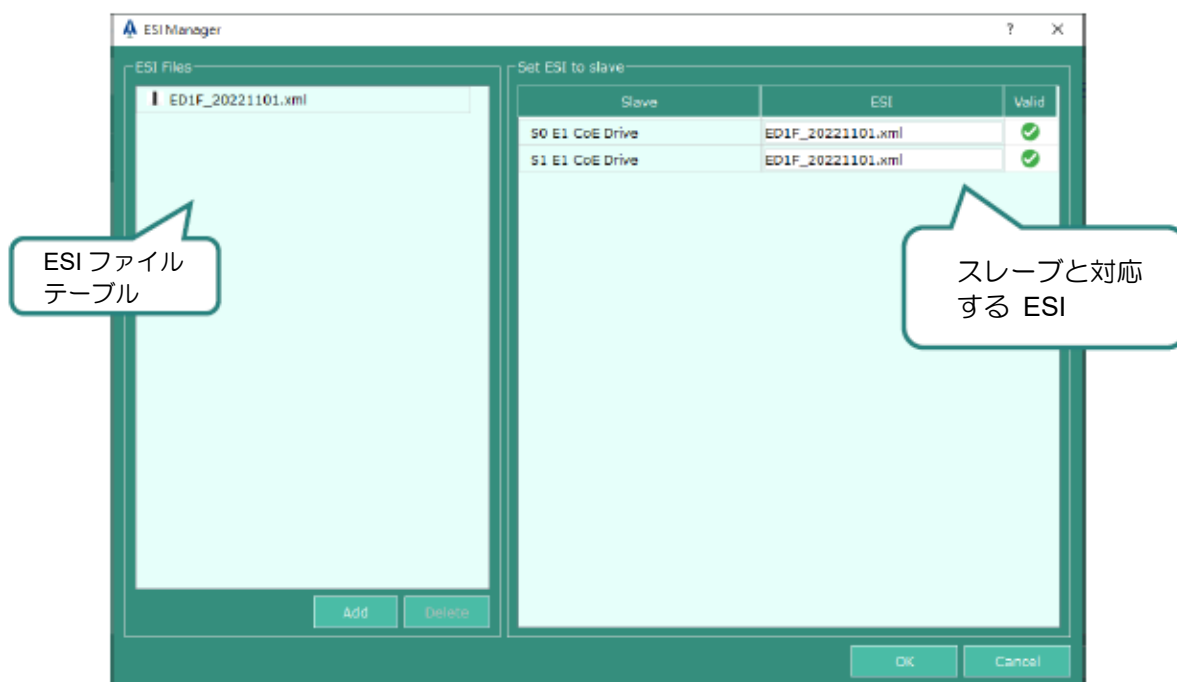 ESI Manager
? ×
ESI Files
ED1F_20221101.xml
Add
Delete
Set ESI to slave
Slave ESI Valid
S0 E1 CoE Drive ED1F_20221101.xml
S1 E1 CoE Drive ED1F_20221101.xml
ESI ファイル
テーブル
スレーブと対応
する ESI
OK
Cancel